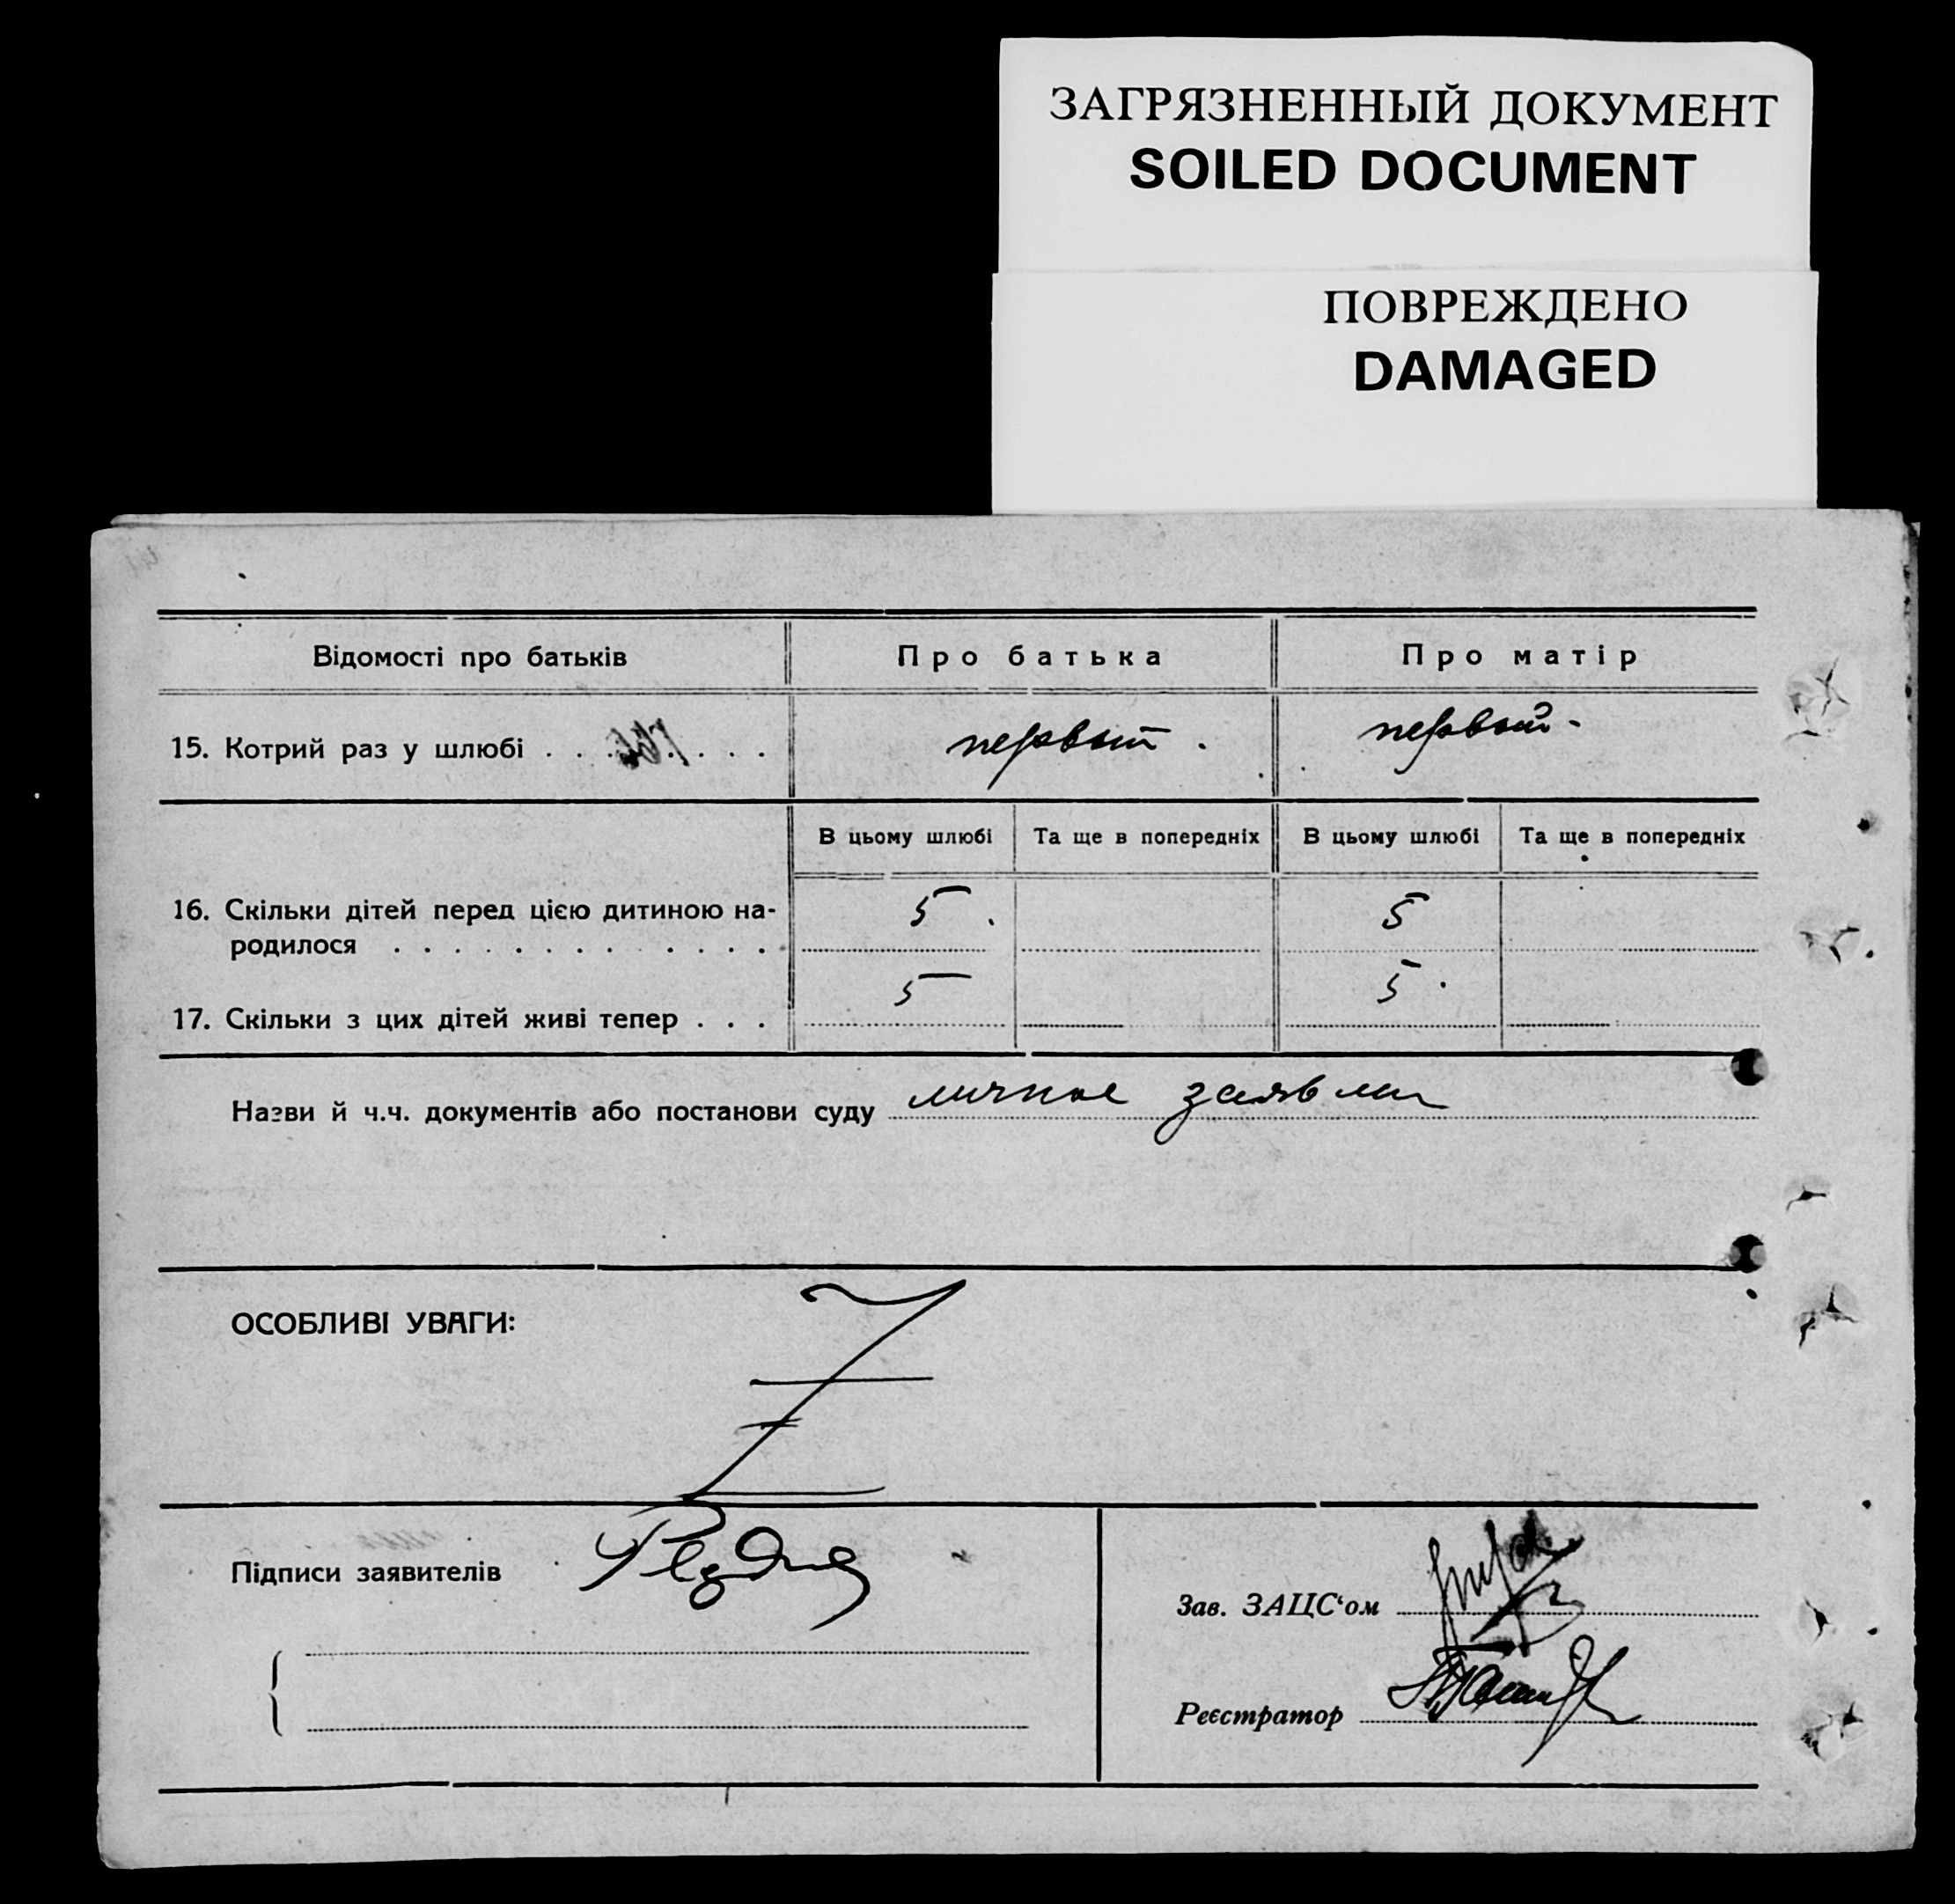 ЗАГРЯЗНЕННЫЙ ДОКУМЕНТ
SOILED DOCUMENT
ПОВРЕЖДЕНО
DAMAGED
Відомості про батьків Про батька Про матір
15. Котрий раз у шлюбі . . . . . . . первый . первый -
В цьому шлюбі Та ще в попередніх В цьому шлюбі Та ще в попередніх
16. Скільки дітей перед цією дитиною на- 5 . 5
родилося . . . . . . . . . . . . .
17. Скільки з цих дітей живі тепер . . . 5 5 .
Назви й ч.ч. документів або постанови суду личное заявлен
ОСОБЛИВІ УВАГИ:
Підписи заявителів
Зав. ЗАЦС‘ом
Реєстратор